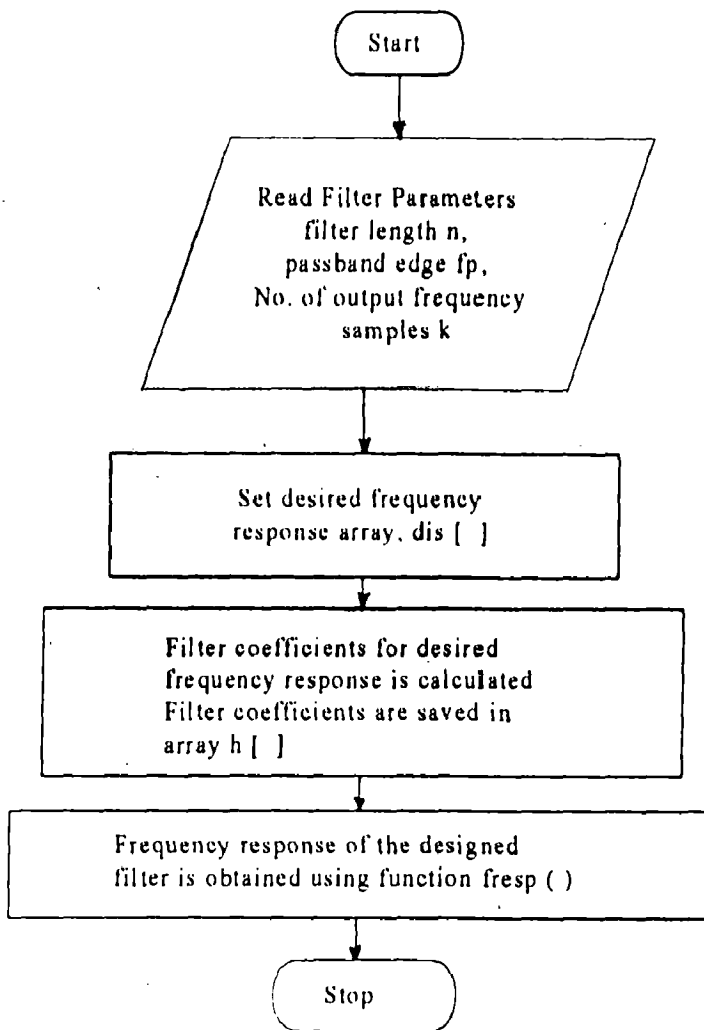 Start
Read Filter Parameters
filter length n,
passband edge fp,
No. of output frequency
samples k
Set desired frequency
response array, dis [ ]
Filter coefficients for desired
frequency response is calculated
Filter coefficients are saved in
array h [ ]
Frequency response of the designed
filter is obtained using function fresp ( )
Stop